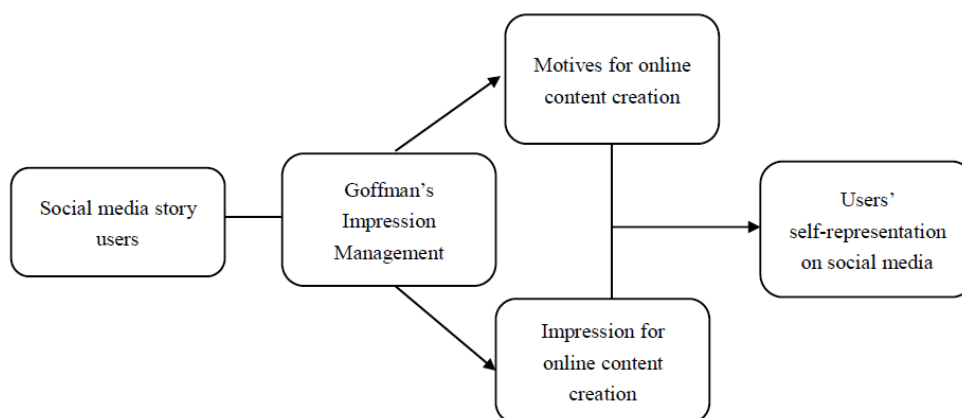 Social media story
users
Goffman's
Impression
Management
Motives for online
content creation
Impression for
online content
creation
Users'
self-representation
on social media